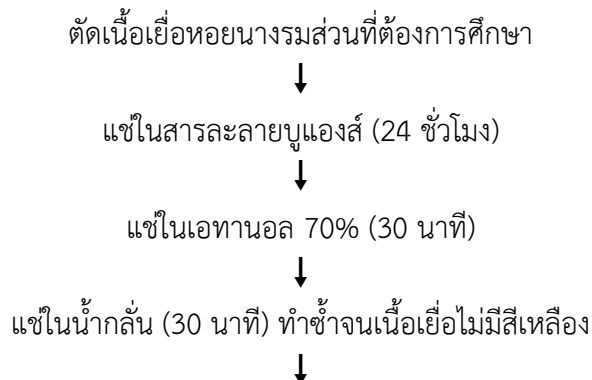 ตัดเนื้อเยื่อหอยนางรมส่วนที่ต้องการศึกษา
แช่ในสารละลายบูแองส์ (24 ชั่วโมง)
แช่ในเอทานอล 70% (30 นาที)
แช่ในน้ำกลั่น (30 นาที) ทำซ้ำจนเนื้อเยื่อไม่มีสีเหลือง